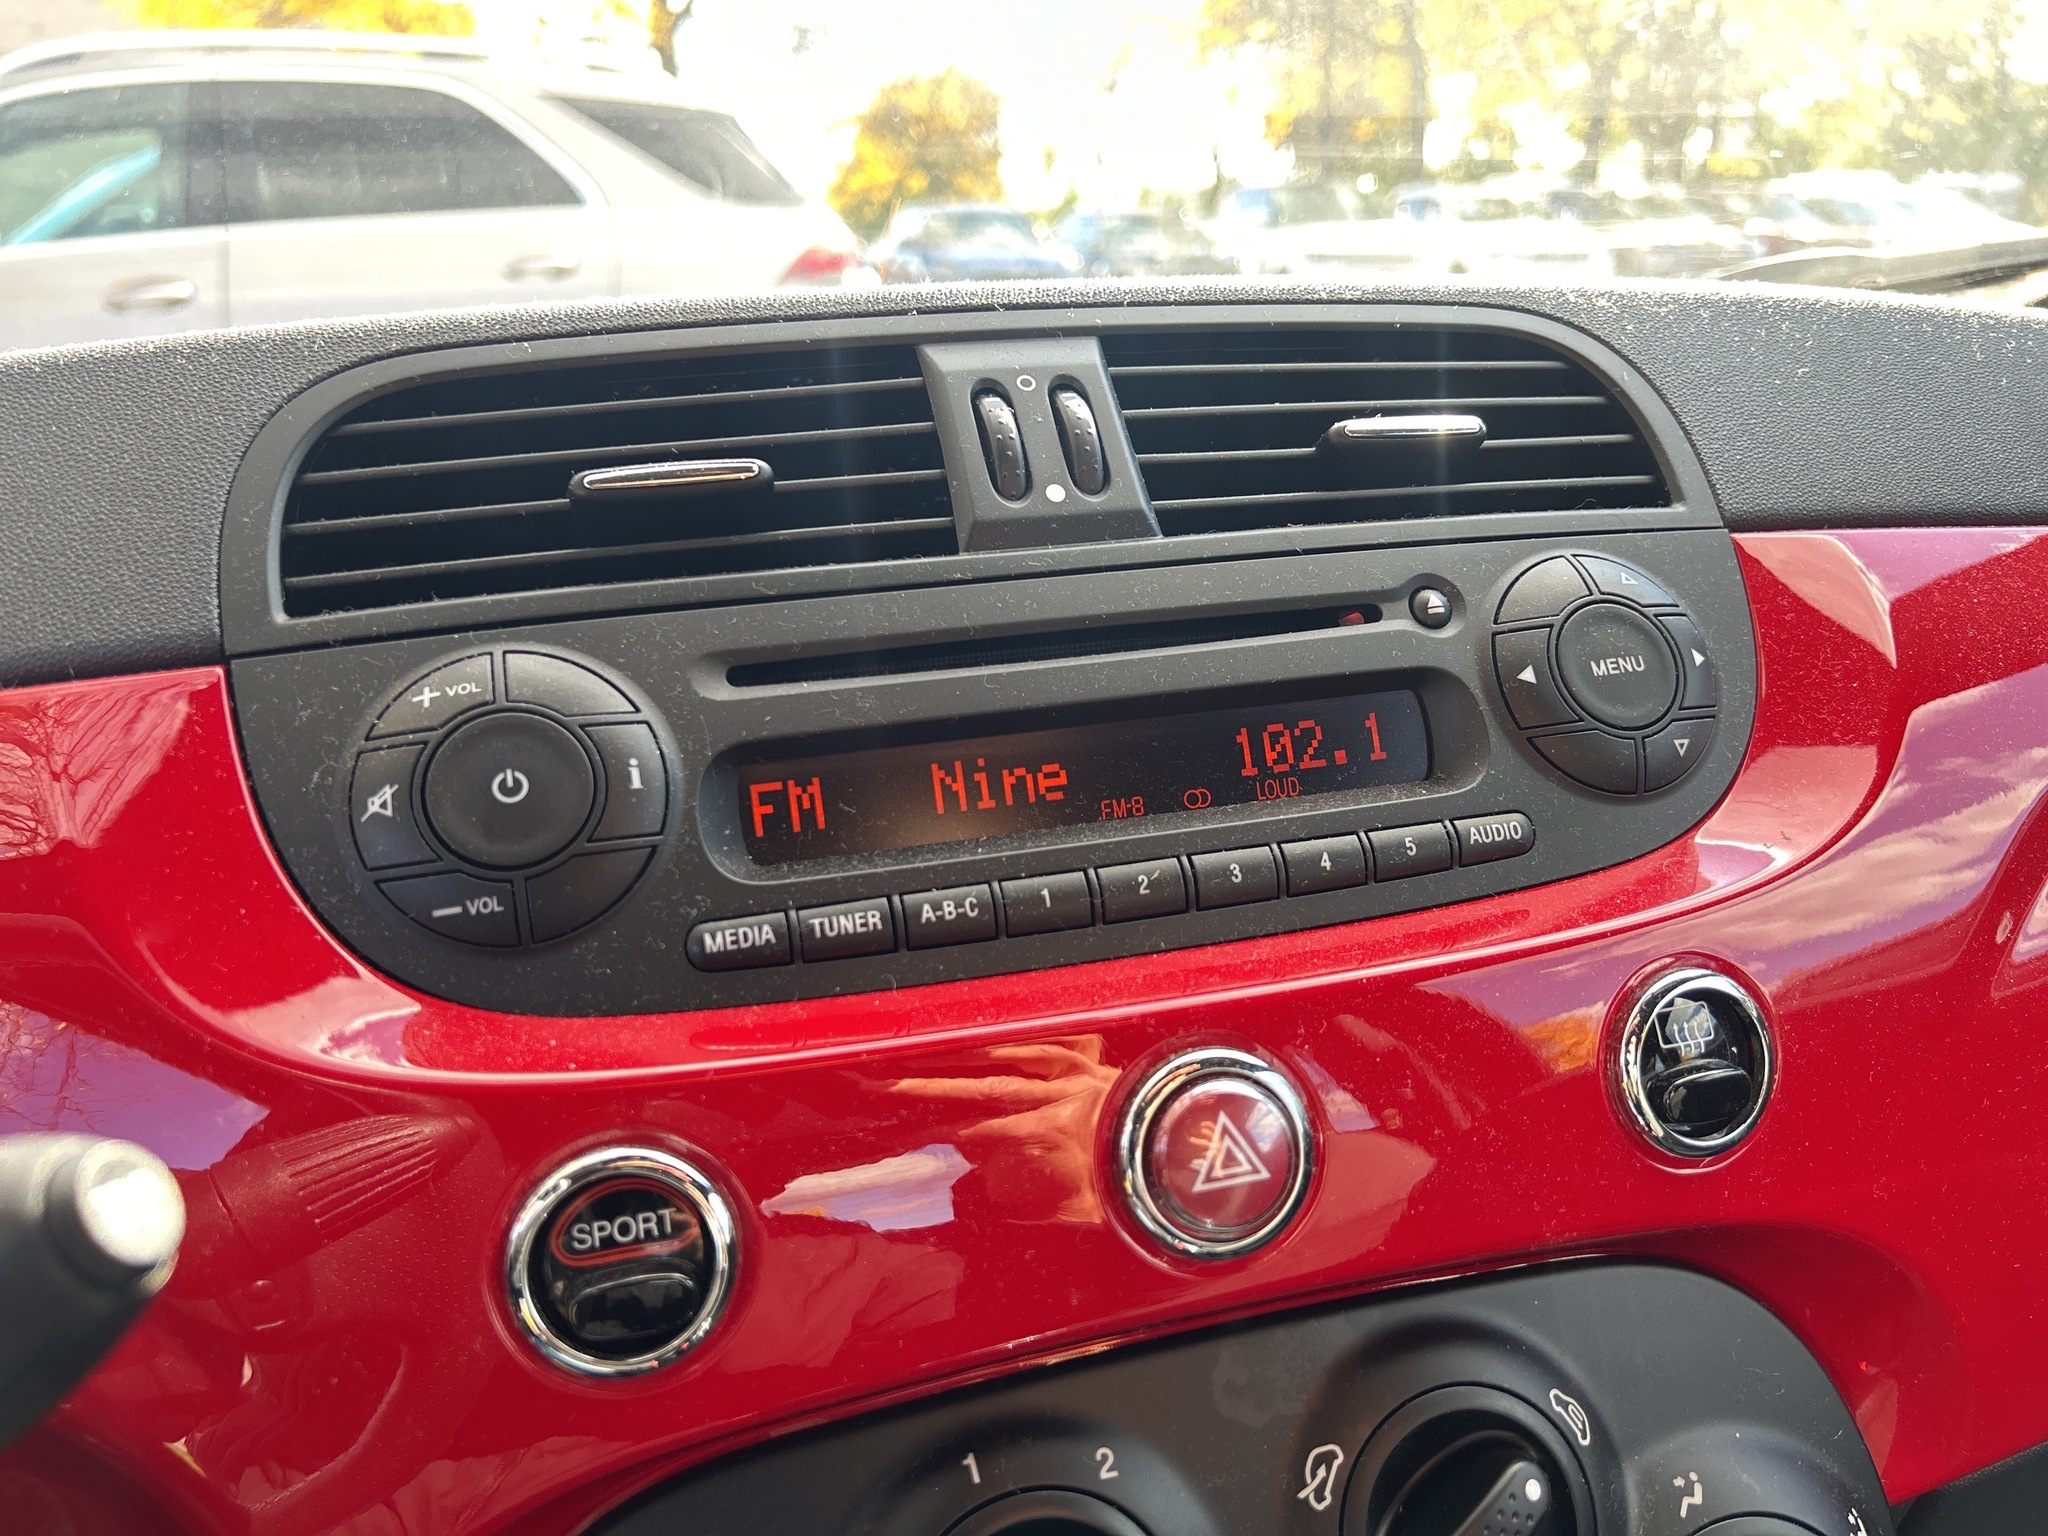 + VOL
i
- VOL
MENU
FM Nine 102.1
FM-8 LOUD
MEDIA TUNER A-B-C 1 2 3 4 5 AUDIO
SPORT
1 2